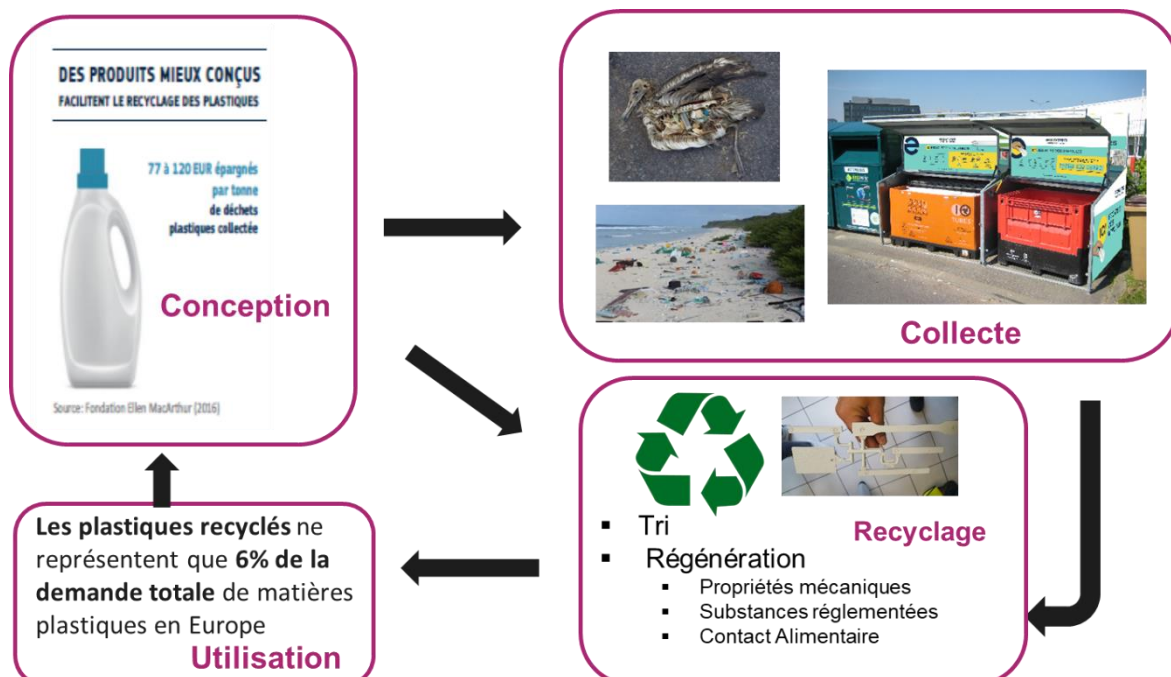 DES PRODUITS MIEUX CONÇUS
FACILITENT LE RECYCLAGE DES PLASTIQUES
77 à 120 EUR épargnés
par tonne
de déchets
plastiques collectée
Conception
Source: Fondation Ellen MacArthur (2016)
Collecte
Les plastiques recyclés ne
représentent que 6% de la
demande totale de matières
plastiques en Europe
Utilisation
Recyclage
▪ Tri
▪ Régénération
▪ Propriétés mécaniques
▪ Substances réglementées
▪ Contact Alimentaire